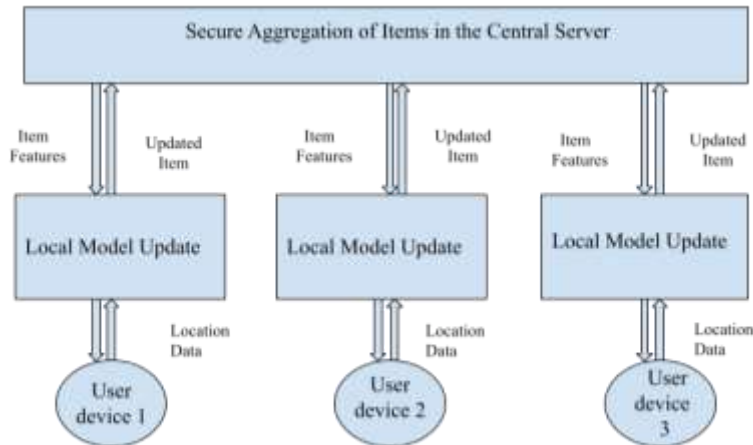 Secure Aggregation of Items in the Central Server
Item
Features
Updated
Item
Item
Features
Updated
Item
Item
Features
Updated
Item
Local Model Update
Local Model Update
Local Model Update
Location
Data
Location
Data
Location
Data
User
device 1
User
device 2
User
device
3